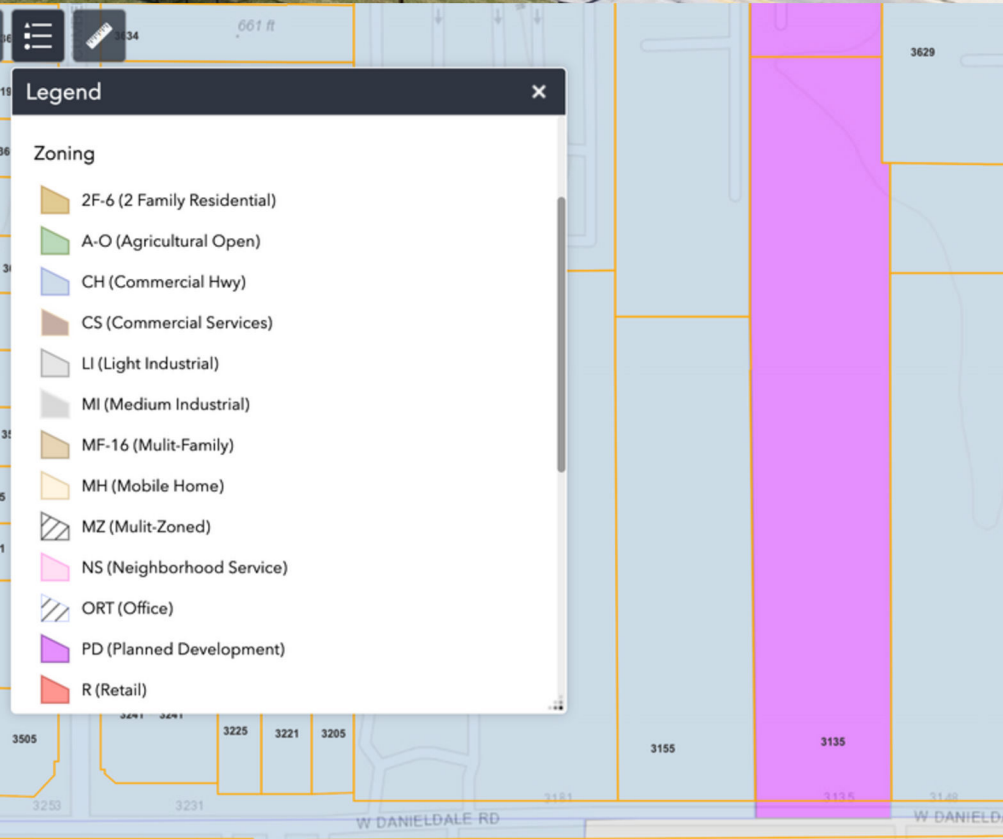 3634
661 ft
3629
Legend
Zoning
2F-6 (2 Family Residential)
A-O (Agricultural Open)
CH (Commercial Hwy)
CS (Commercial Services)
LI (Light Industrial)
MI (Medium Industrial)
MF-16 (Mulit-Family)
MH (Mobile Home)
MZ (Mulit-Zoned)
NS (Neighborhood Service)
ORT (Office)
PD (Planned Development)
R (Retail)
3241 3241
3505
3225
3221
3205
3155
3135
3253
3231
3181
3135
3148
W DANIELDALE RD
W DANIELD